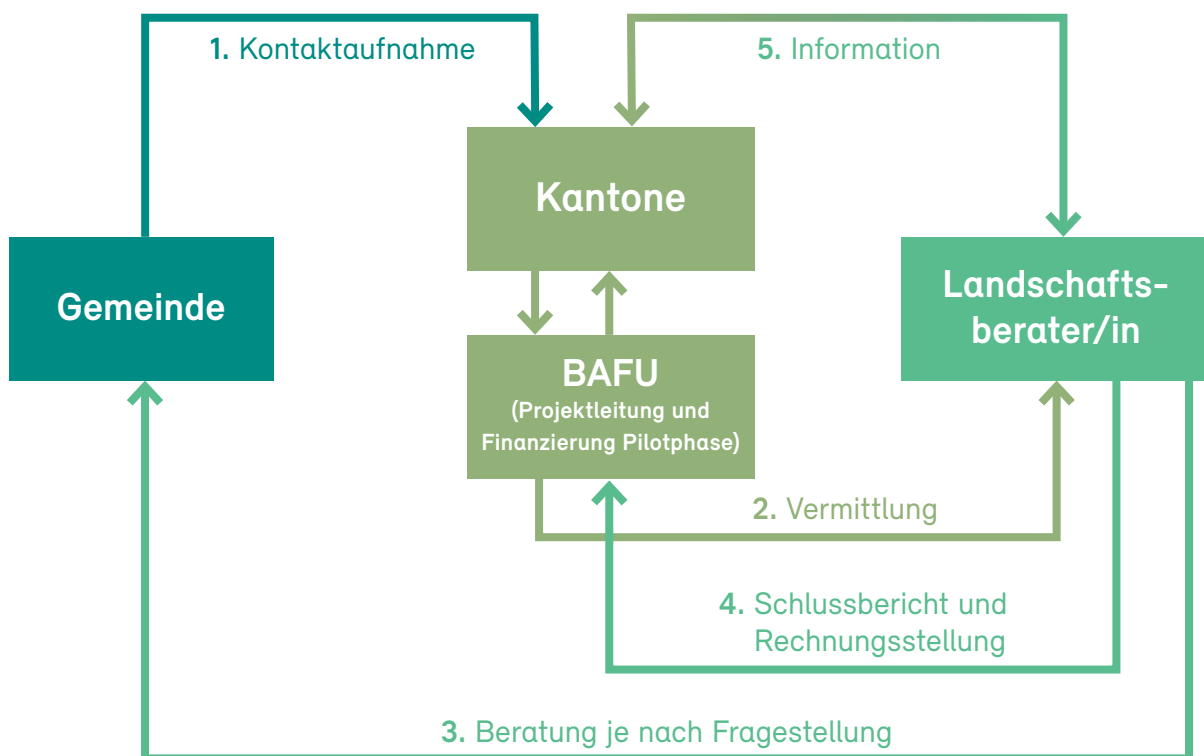 1. Kontaktaufnahme
5. Information
Kantone
Gemeinde
Landschafts-
berater/in
BAFU
(Projektleitung und
Finanzierung Pilotphase)
2. Vermittlung
4. Schlussbericht und
Rechnungsstellung
3. Beratung je nach Fragestellung